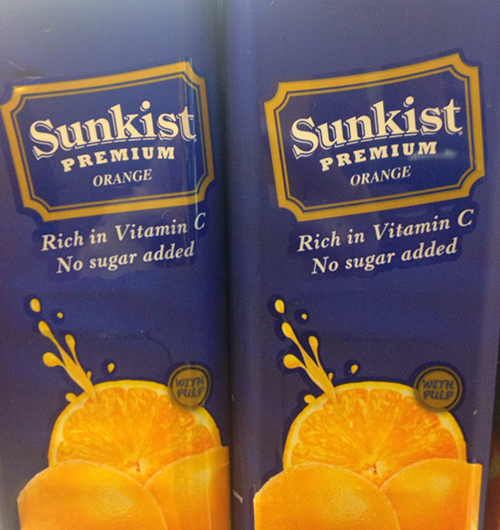 Sunkist
PREMIUM
ORANGE
Rich in Vitamin C
No sugar added
WITH
PULP
Sunkist
PREMIUM
ORANGE
Rich in Vitamin C
No sugar added
WITH
PULP